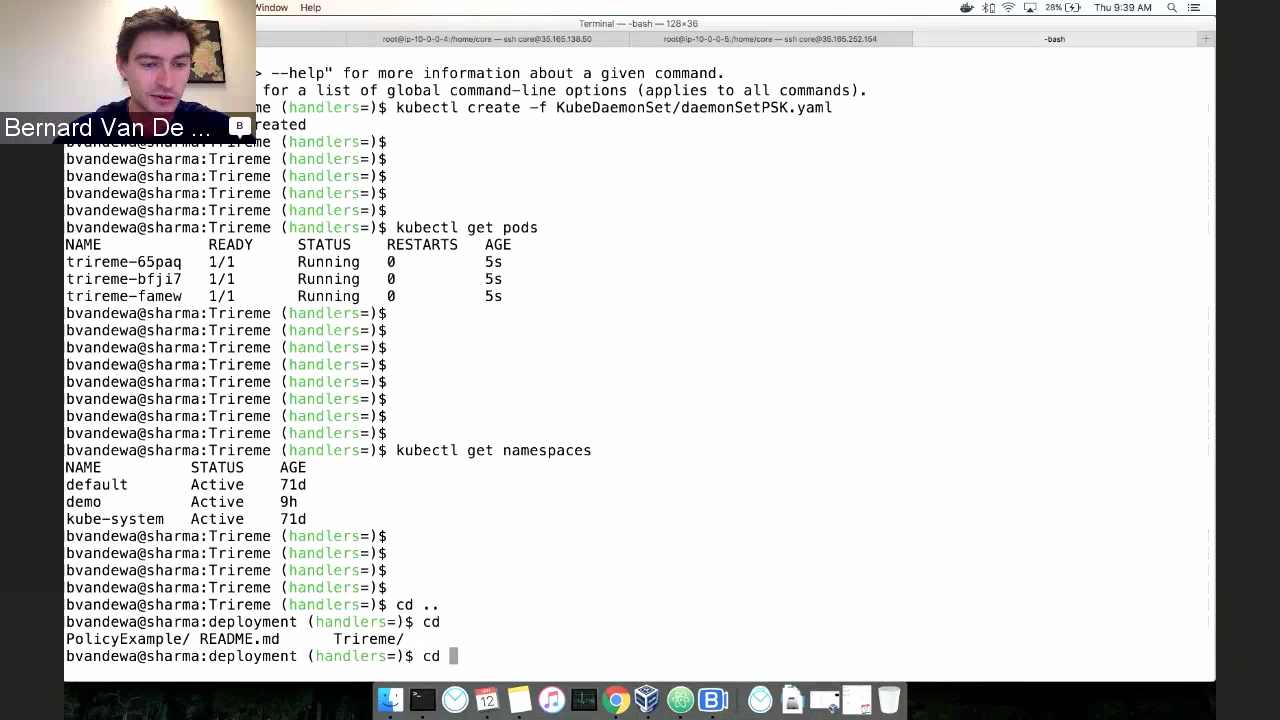 Window Help 28% Thu 9:39 AM
Terminal — -bash — 128×36
root@ip-10-0-0-4:/home/core — ssh core@35.165.138.50 root@ip-10-0-0-5:/home/core — ssh core@35.165.252.154 -bash
> --help" for more information about a given command.
for a list of global command-line options (applies to all commands).
me (handlers=)$ kubectl create -f KubeDaemonSet/daemonSetPSK.yaml
Bernard Van De ... B
reated
bvandewa@sharma:Trireme (handlers=)$
bvandewa@sharma:Trireme (handlers=)$
bvandewa@sharma:Trireme (handlers=)$
bvandewa@sharma:Trireme (handlers=)$
bvandewa@sharma:Trireme (handlers=)$
bvandewa@sharma:Trireme (handlers=)$ kubectl get pods
NAME READY STATUS RESTARTS AGE
trireme-65paq 1/1 Running 0 5s
trireme-bfji7 1/1 Running 0 5s
trireme-famew 1/1 Running 0 5s
bvandewa@sharma:Trireme (handlers=)$
bvandewa@sharma:Trireme (handlers=)$
bvandewa@sharma:Trireme (handlers=)$
bvandewa@sharma:Trireme (handlers=)$
bvandewa@sharma:Trireme (handlers=)$
bvandewa@sharma:Trireme (handlers=)$
bvandewa@sharma:Trireme (handlers=)$
bvandewa@sharma:Trireme (handlers=)$
bvandewa@sharma:Trireme (handlers=)$ kubectl get namespaces
NAME STATUS AGE
default Active 71d
demo Active 9h
kube-system Active 71d
bvandewa@sharma:Trireme (handlers=)$
bvandewa@sharma:Trireme (handlers=)$
bvandewa@sharma:Trireme (handlers=)$
bvandewa@sharma:Trireme (handlers=)$
bvandewa@sharma:Trireme (handlers=)$ cd ..
bvandewa@sharma:deployment (handlers=)$ cd
PolicyExample/ README.md Trireme/
bvandewa@sharma:deployment (handlers=)$ cd
12
B